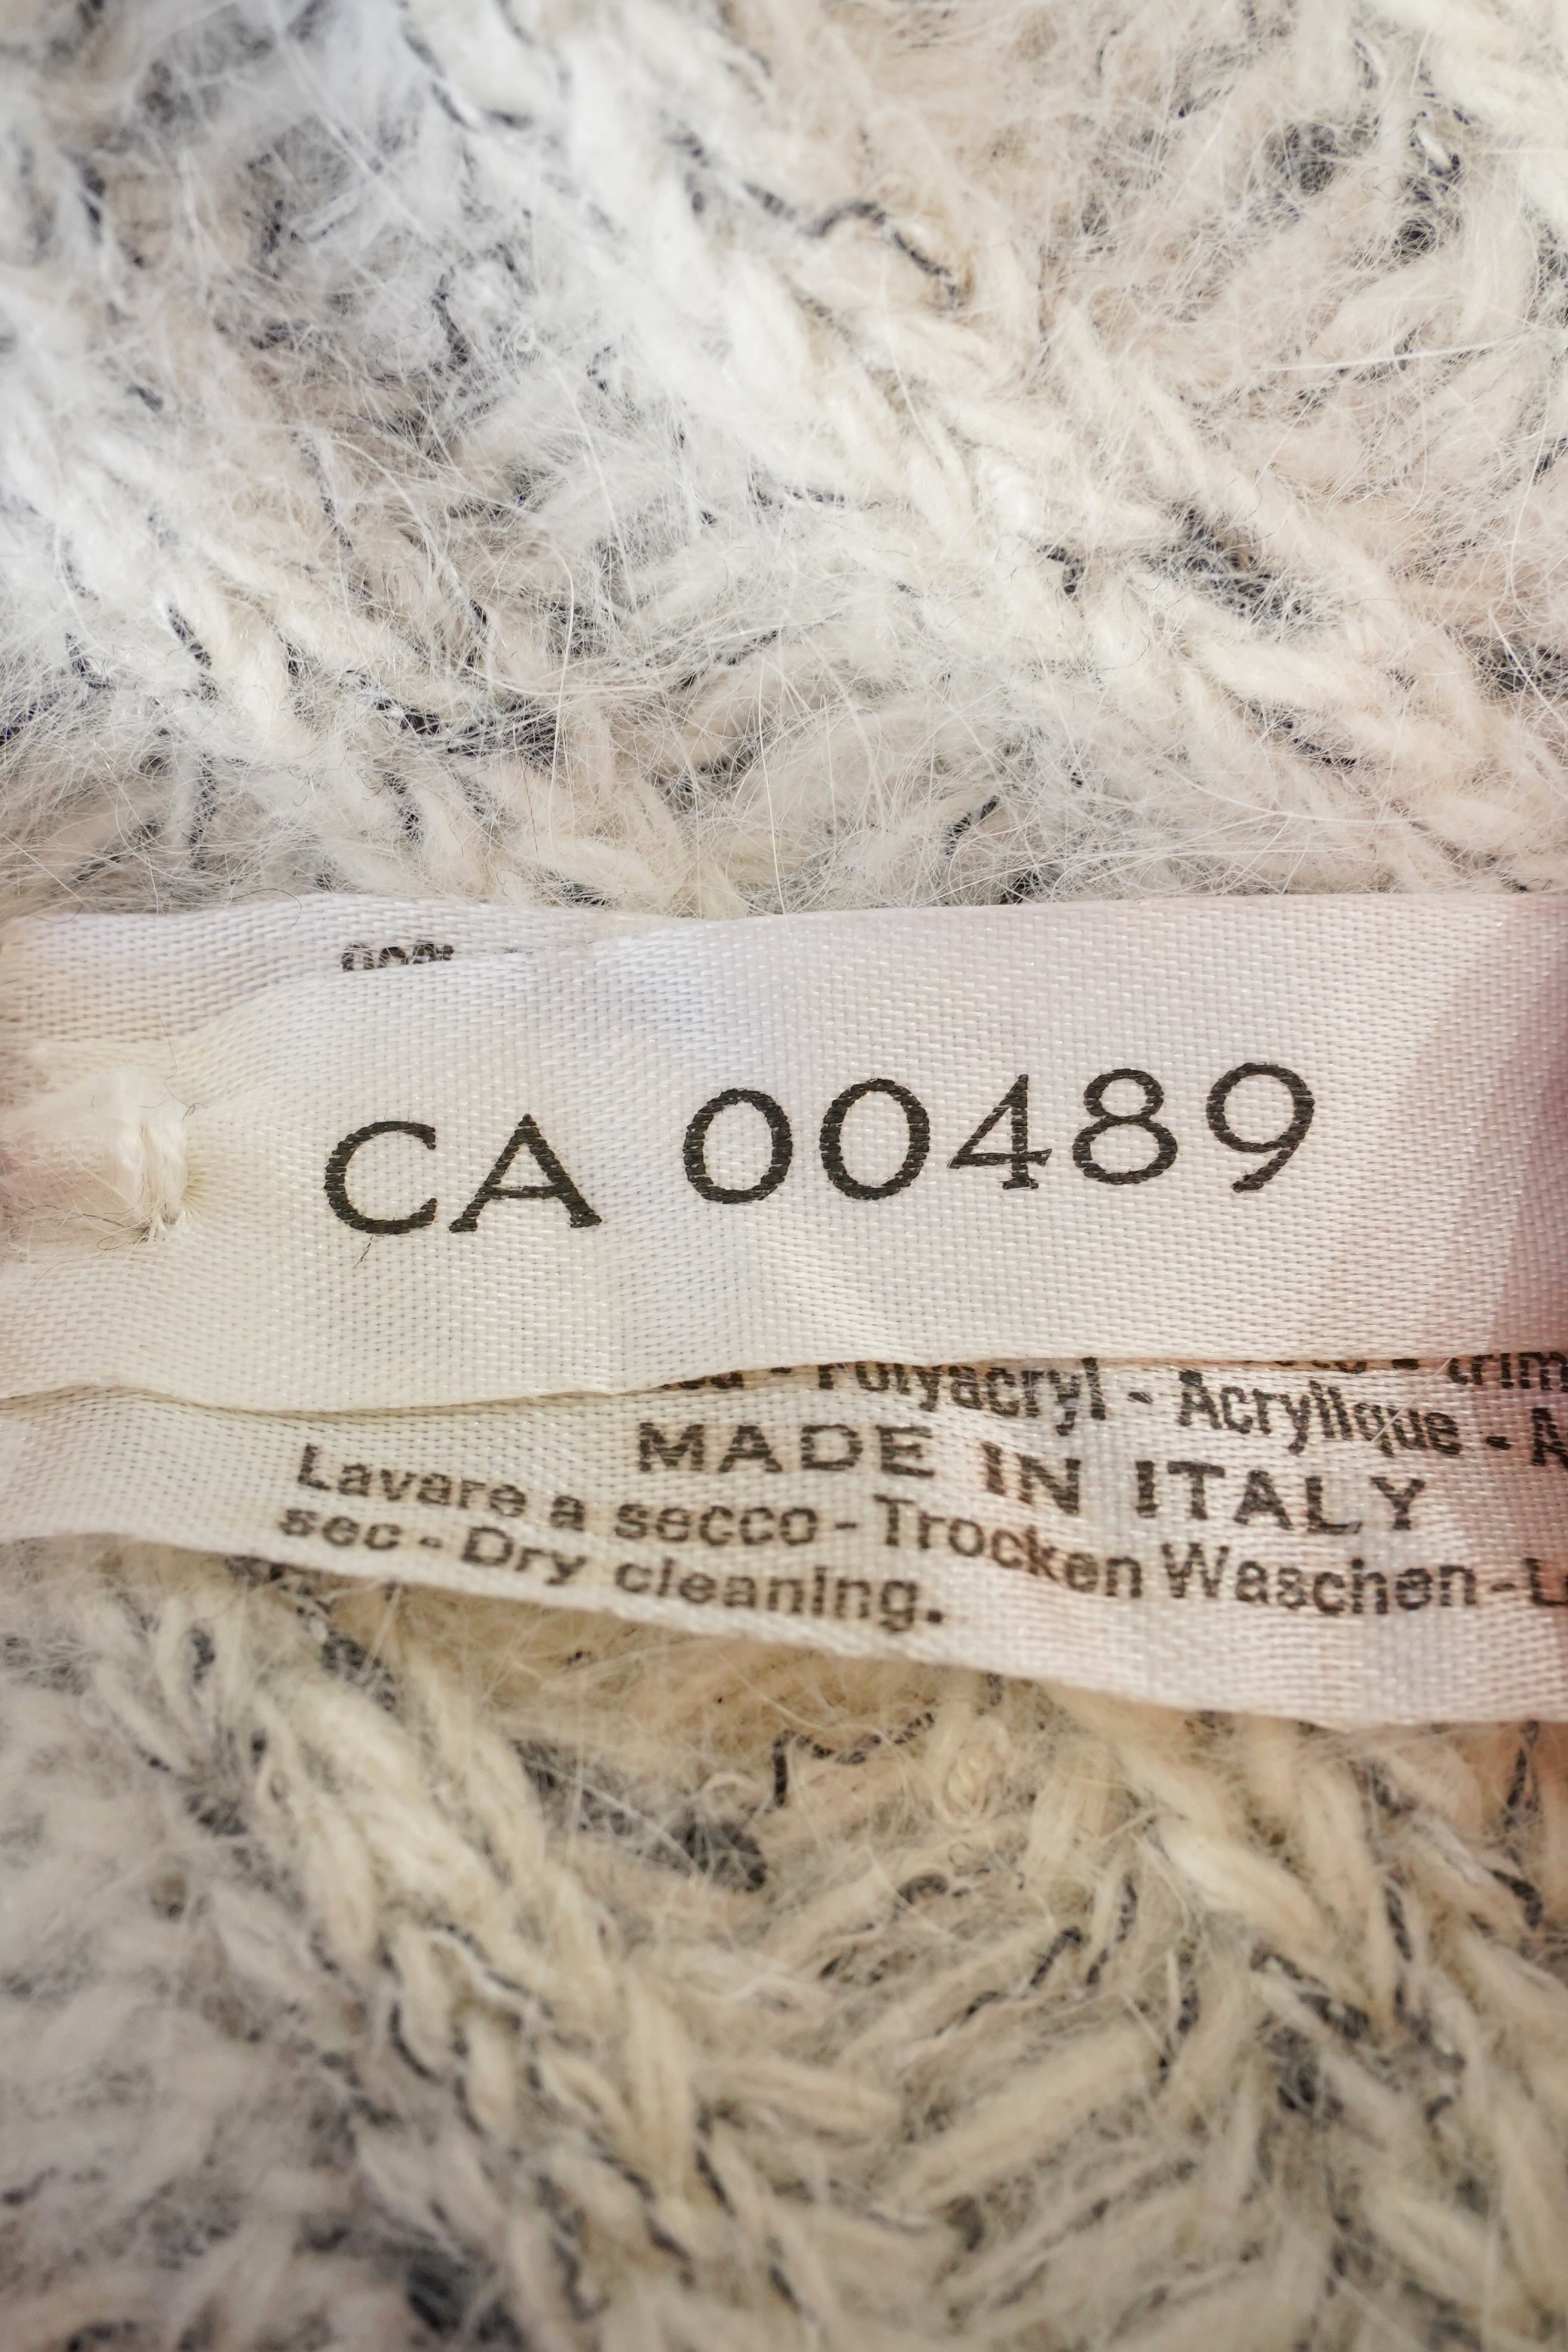 CA 00489
Polyacryl - Acrylique -
MADE IN ITALY
Lavare a secco - Trocken Waschen -
sec - Dry cleaning.